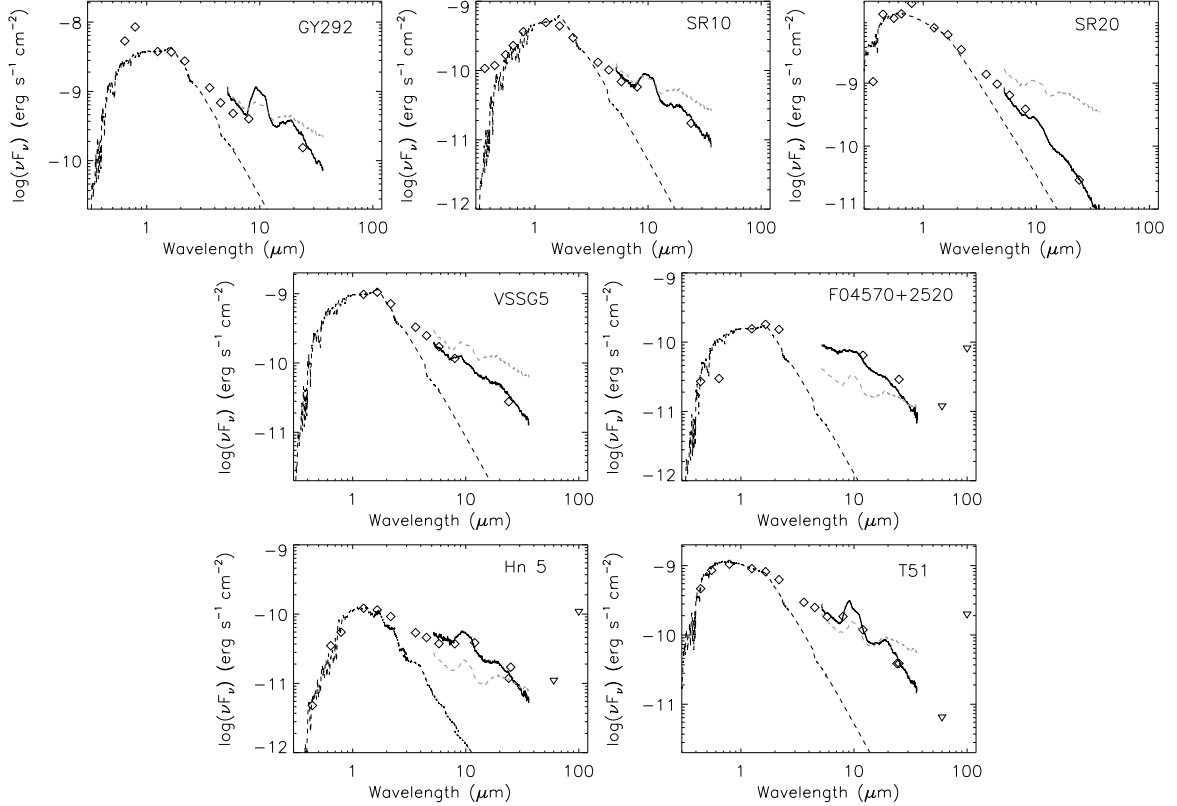 GY292
-8
-9
-10
log(νFν) (erg s⁻¹ cm⁻²)
1
10
100
Wavelength (μm)
SR10
-9
-10
-11
-12
log(νFν) (erg s⁻¹ cm⁻²)
1
10
100
Wavelength (μm)
SR20
-8
-9
-10
-11
log(νFν) (erg s⁻¹ cm⁻²)
1
10
100
Wavelength (μm)
VSSG5
-9
-10
-11
log(νFν) (erg s⁻¹ cm⁻²)
1
10
100
Wavelength (μm)
F04570+2520
-9
-10
-11
-12
log(νFν) (erg s⁻¹ cm⁻²)
1
10
100
Wavelength (μm)
Hn 5
-9
-10
-11
-12
log(νFν) (erg s⁻¹ cm⁻²)
1
10
100
Wavelength (μm)
T51
-9
-10
-11
log(νFν) (erg s⁻¹ cm⁻²)
1
10
100
Wavelength (μm)